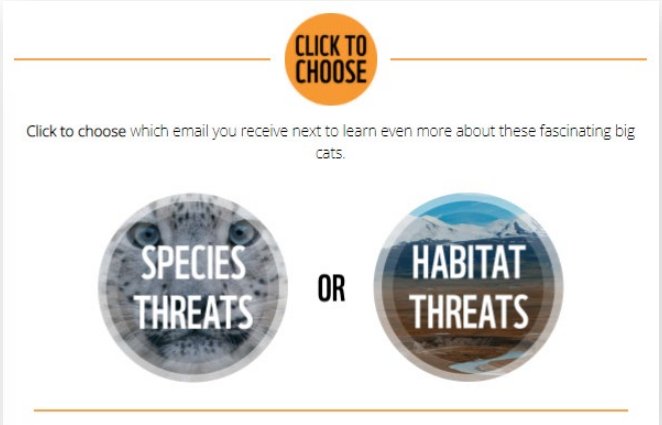 CLICK TO
CHOOSE
Click to choose which email you receive next to learn even more about these fascinating big
cats.
SPECIES
THREATS
OR
HABITAT
THREATS